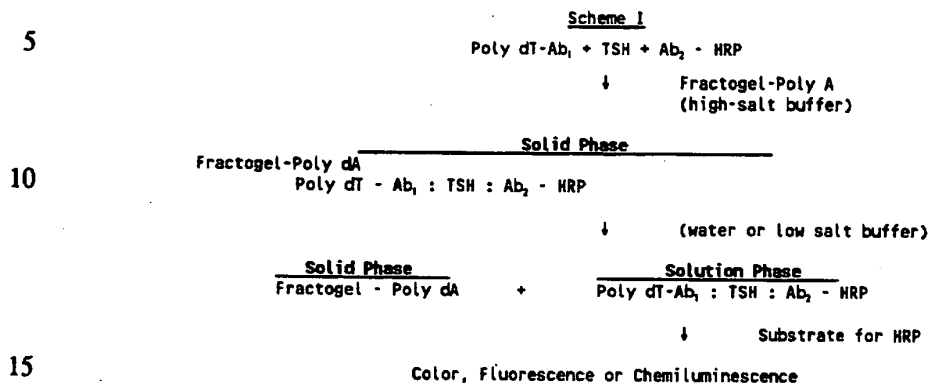 Scheme I
5
Poly dT-Ab₁ + TSH + Ab₂ - HRP
↓ Fractogel-Poly A
(high-salt buffer)
Solid Phase
Fractogel-Poly dA
10
Poly dT - Ab₁ : TSH : Ab₂ - HRP
↓ (water or low salt buffer)
Solid Phase Solution Phase
Fractogel - Poly dA + Poly dT-Ab₁ : TSH : Ab₂ - HRP
↓ Substrate for HRP
15
Color, Fluorescence or Chemiluminescence